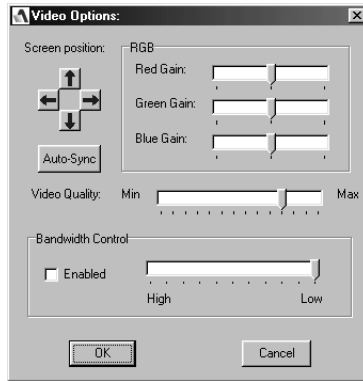 Video Options:
Screen position:
RGB
Red Gain:
Green Gain:
Blue Gain:
Auto-Sync
Video Quality: Min Max
Bandwidth Control
Enabled
High Low
OK Cancel